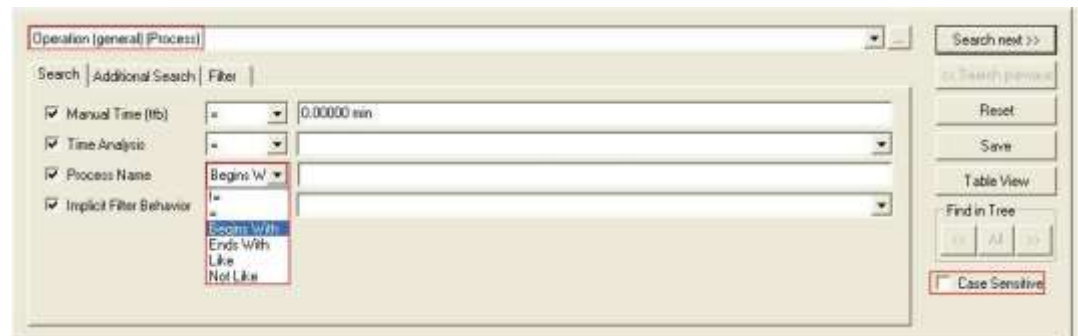 Operation (general) (Process)
...
Search next >>
Search
Additional Search
Filter
<< Search previous
Manual Time (ttb)
=
0.00000 min
Reset
Time Analysis
=
Save
Process Name
Begins W
Table View
Implicit Filter Behavior
!=
=
Begins With
Ends With
Like
Not Like
Find in Tree
<<
All
>>
Case Sensitive